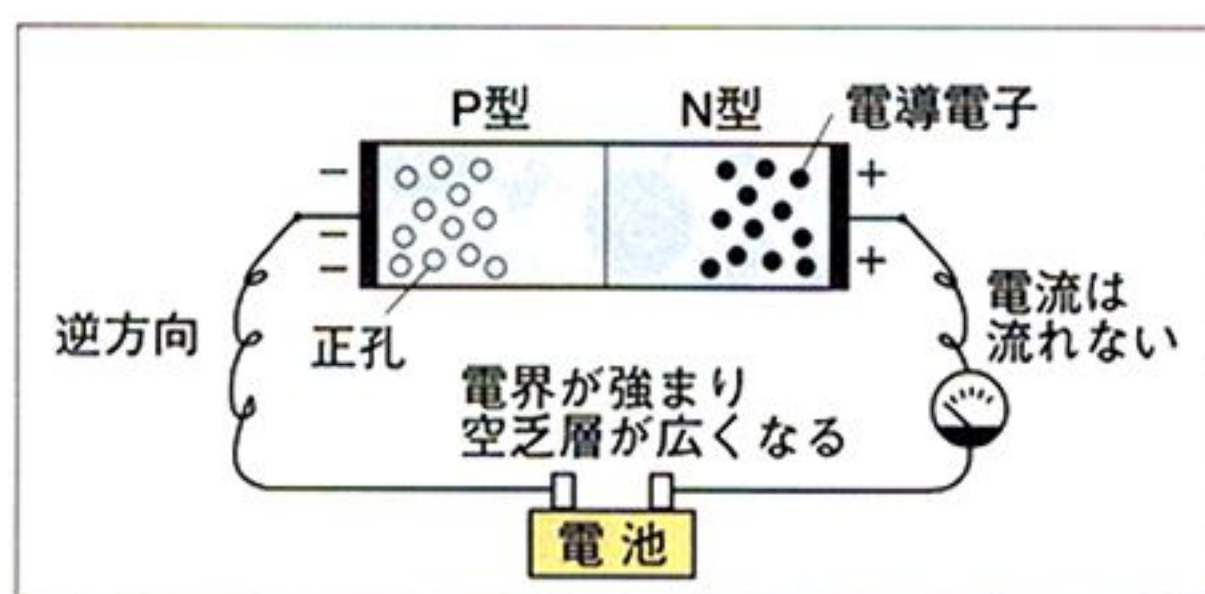 P型
N型
電導電子
－
＋
－
－
＋
逆方向
正孔
電流は
流れない
電界が強まり
空乏層が広くなる
電池